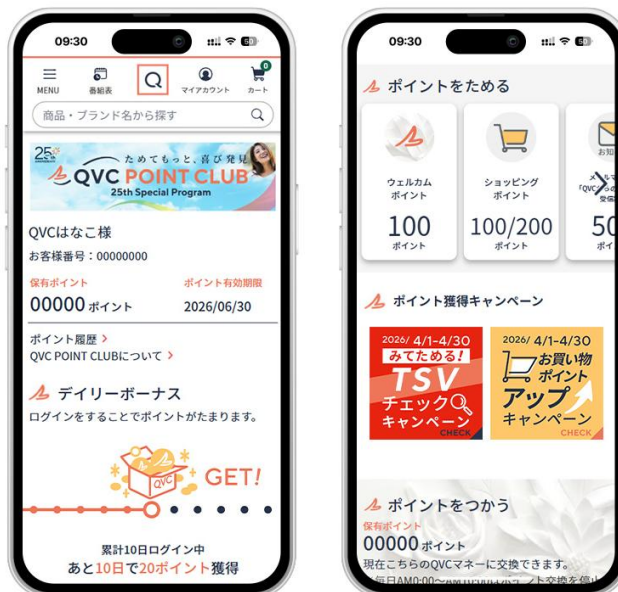 09:30
50
MENU
番組表
Q
マイアカウント
0
カート
商品・ブランド名から探す
25th
ためてもっと、喜び発見
QVC POINT CLUB
25th Special Program
QVCはなこ様
お客様番号：00000000
保有ポイント
ポイント有効期限
00000 ポイント
2026/06/30
ポイント履歴
QVC POINT CLUBについて
デイリーボーナス
ログインをすることでポイントがたまります。
QVC
GET!
累計10日ログイン中
あと10日で20ポイント獲得
09:30
50
ポイントをためる
ウェルカム
ポイント
100
ポイント
ショッピング
ポイント
100/200
ポイント
お知
50
ポイ
ポイント獲得キャンペーン
2026/ 4/1-4/30
みてためる!
TSV
チェック
キャンペーン
CHECK
2026/ 4/1-4/30
お買い物
ポイント
アップ
キャンペーン
CHECK
ポイントをつかう
保有ポイント
00000 ポイント
現在こちらのQVCマネーに交換できます。